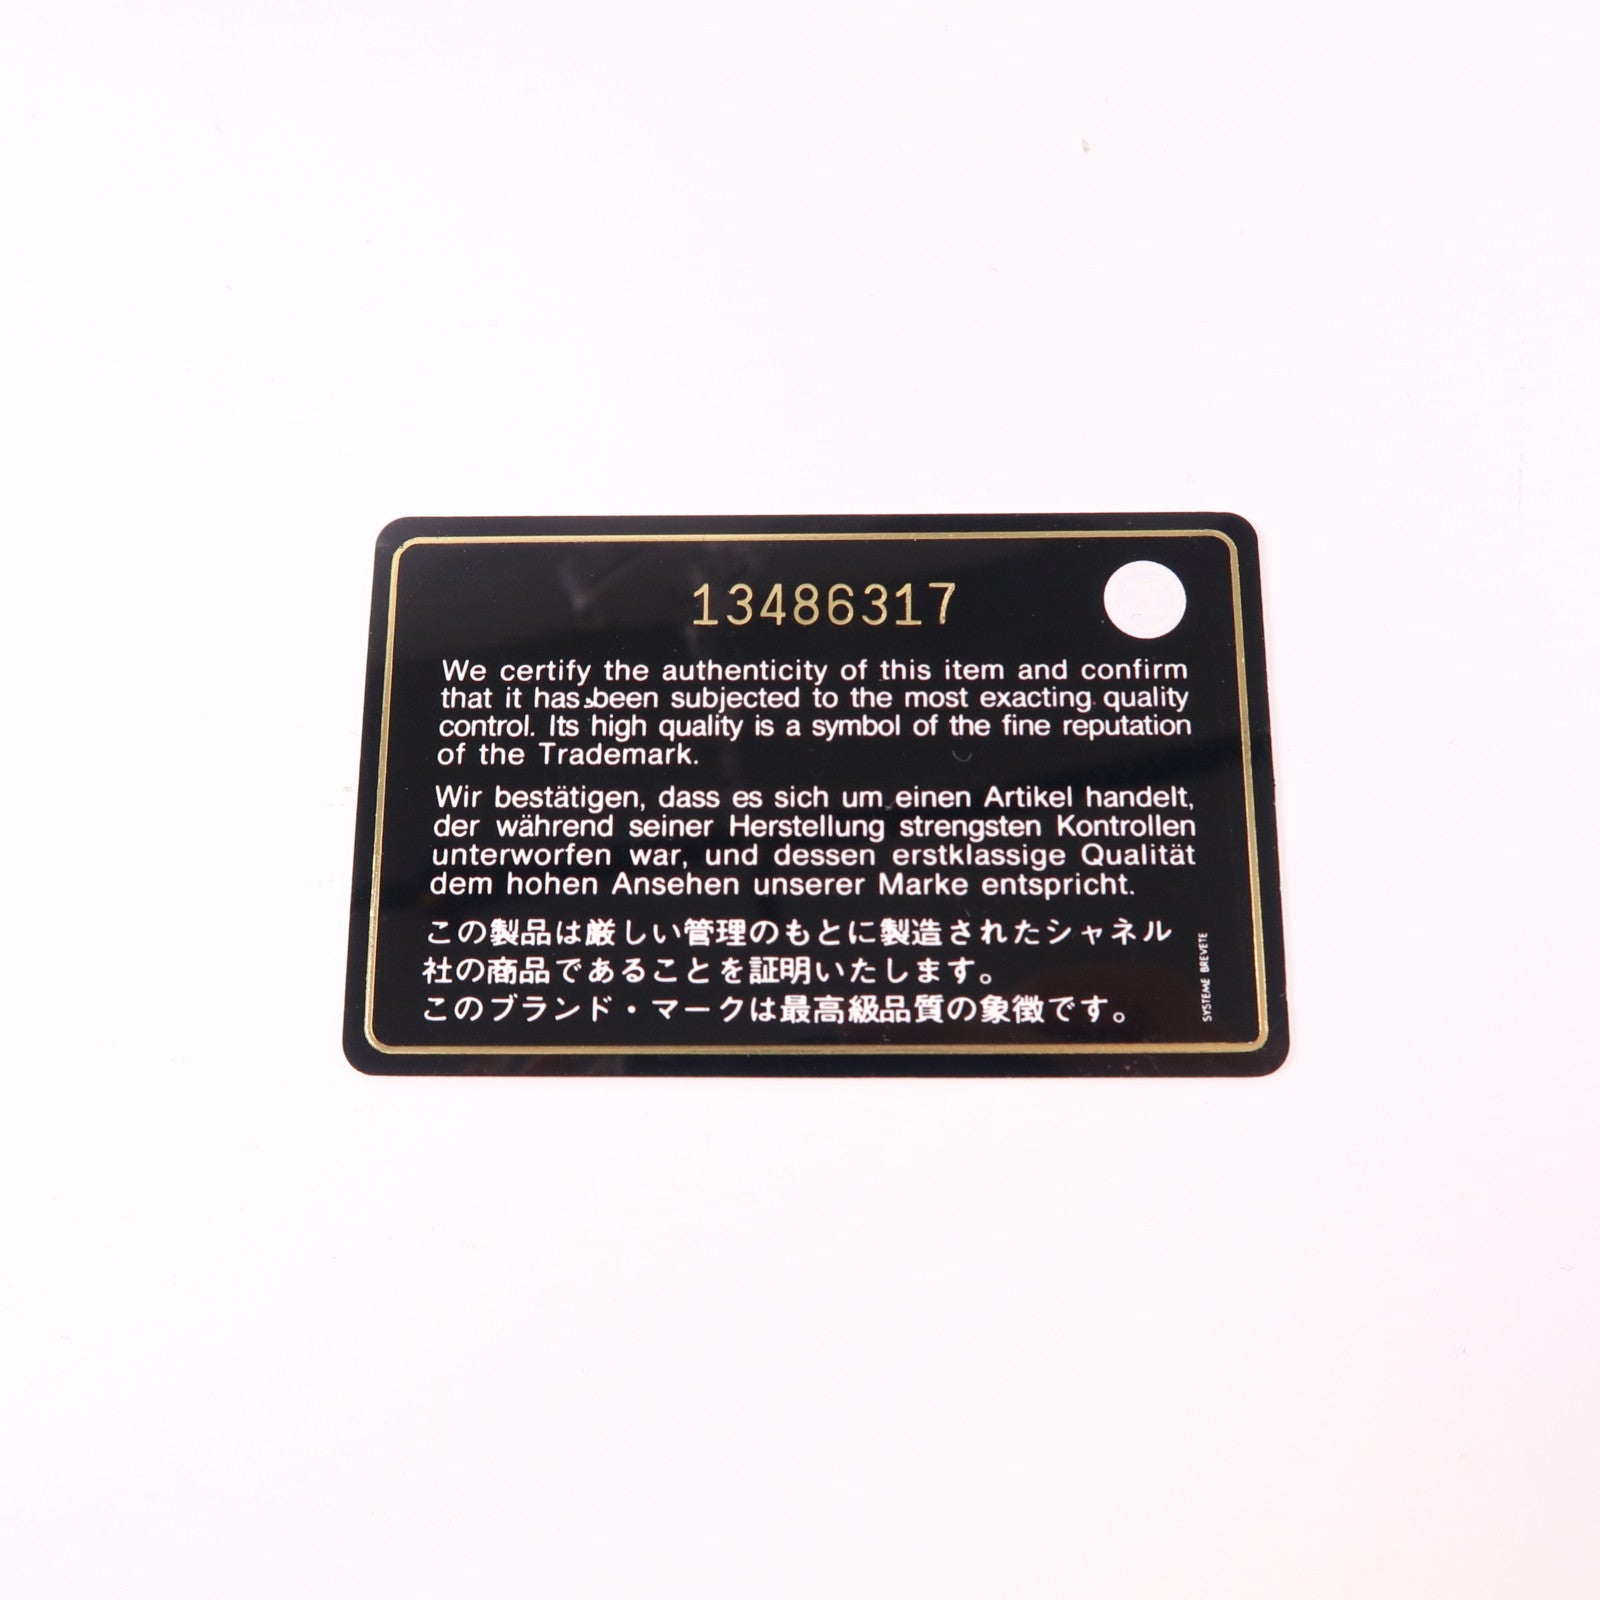 13486317
We certify the authenticity of this item and confirm
that it has been subjected to the most exacting quality
control. Its high quality is a symbol of the fine reputation
of the Trademark.
Wir bestätigen, dass es sich um einen Artikel handelt,
der während seiner Herstellung strengsten Kontrollen
unterworfen war, und dessen erstklassige Qualität
dem hohen Ansehen unserer Marke entspricht.
この製品は厳しい管理のもとに製造されたシャネル
社の商品であることを証明いたします。
このブランド・マークは最高級品質の象徴です。
SYSTEME BREVETE